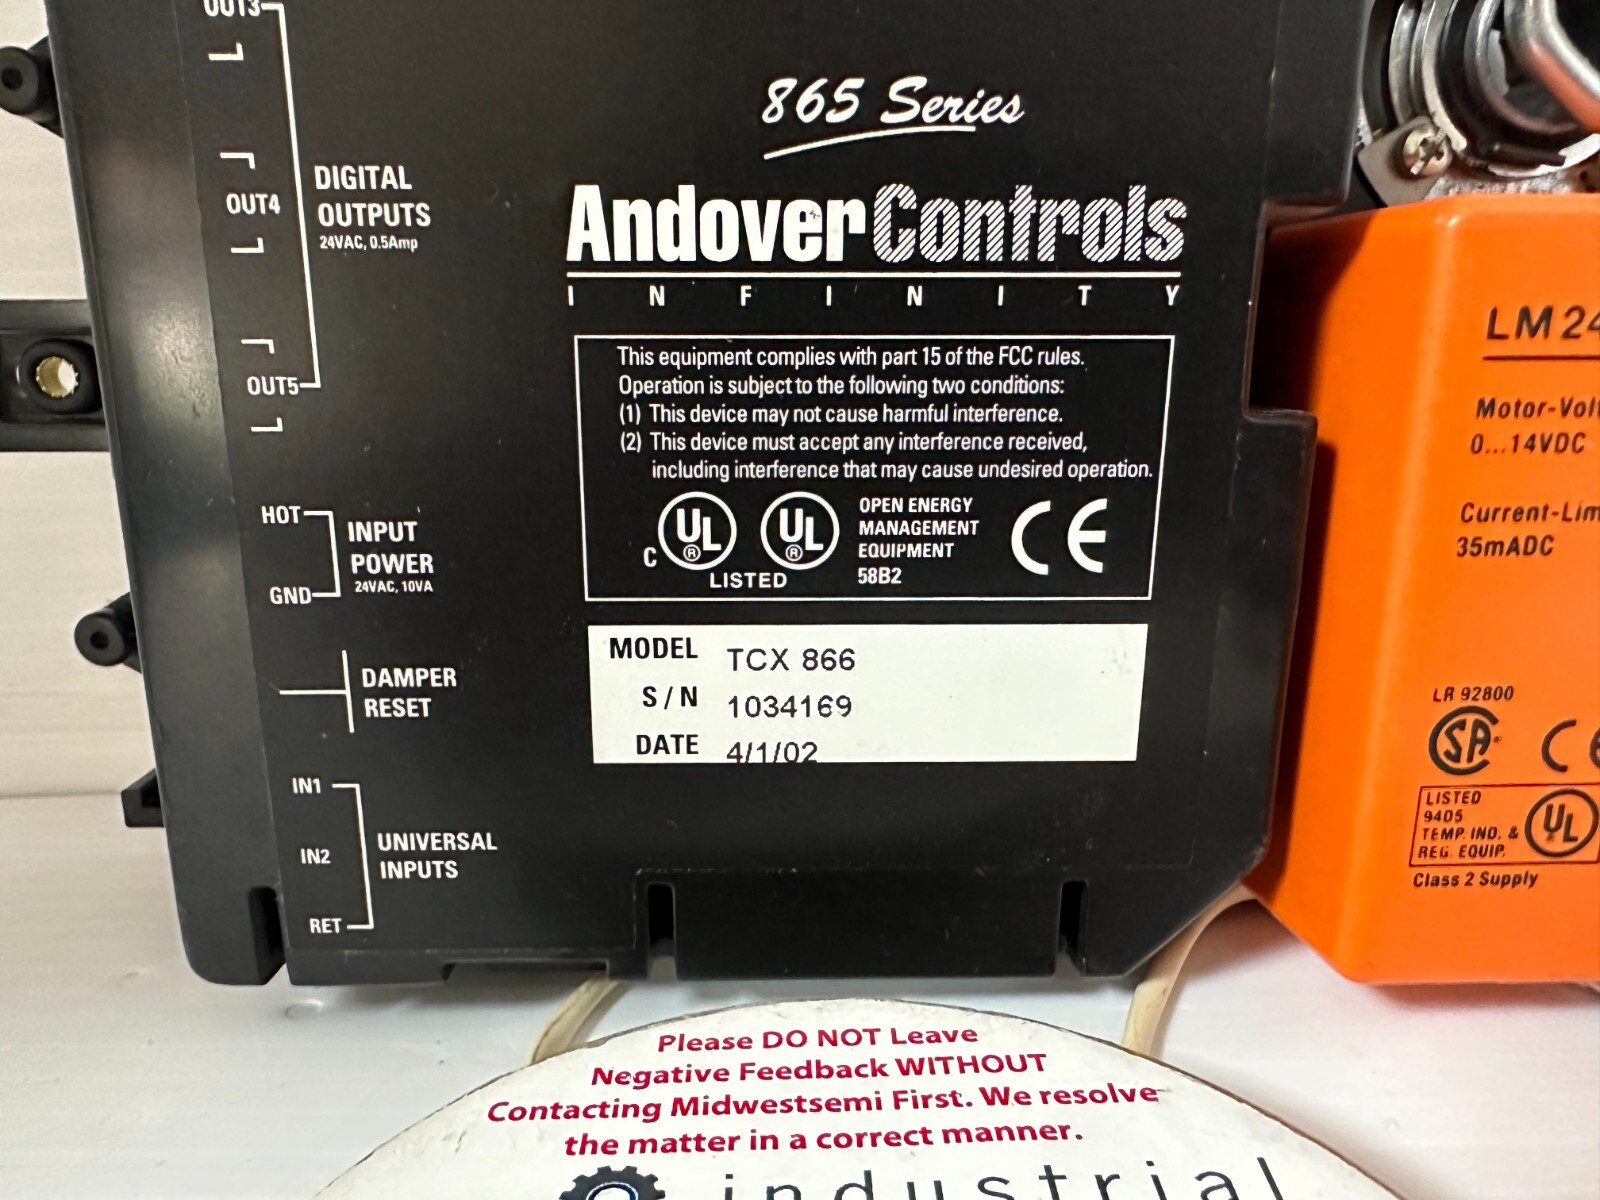 OUT3
OUT4
DIGITAL
OUTPUTS
24VAC, 0.5Amp
OUT5
HOT
INPUT
POWER
24VAC, 10VA
GND
DAMPER
RESET
IN1
IN2
UNIVERSAL
INPUTS
RET
865 Series
AndoverControls
INFINITY
This equipment complies with part 15 of the FCC rules.
Operation is subject to the following two conditions:
(1) This device may not cause harmful interference.
(2) This device must accept any interference received,
including interference that may cause undesired operation.
C UL ® UL ®
LISTED
OPEN ENERGY
MANAGEMENT
EQUIPMENT
58B2
CE
MODEL TCX 866
S/N 1034169
DATE 4/1/02
LM24
Motor-Vol
0...14VDC
Current-Lim
35mADC
LR 92800
SA C
LISTED
9405
TEMP. IND. &
REG. EQUIP.
UL
Class 2 Supply
Please DO NOT Leave
Negative Feedback WITHOUT
Contacting Midwestsemi First. We resolve
the matter in a correct manner.
industrial